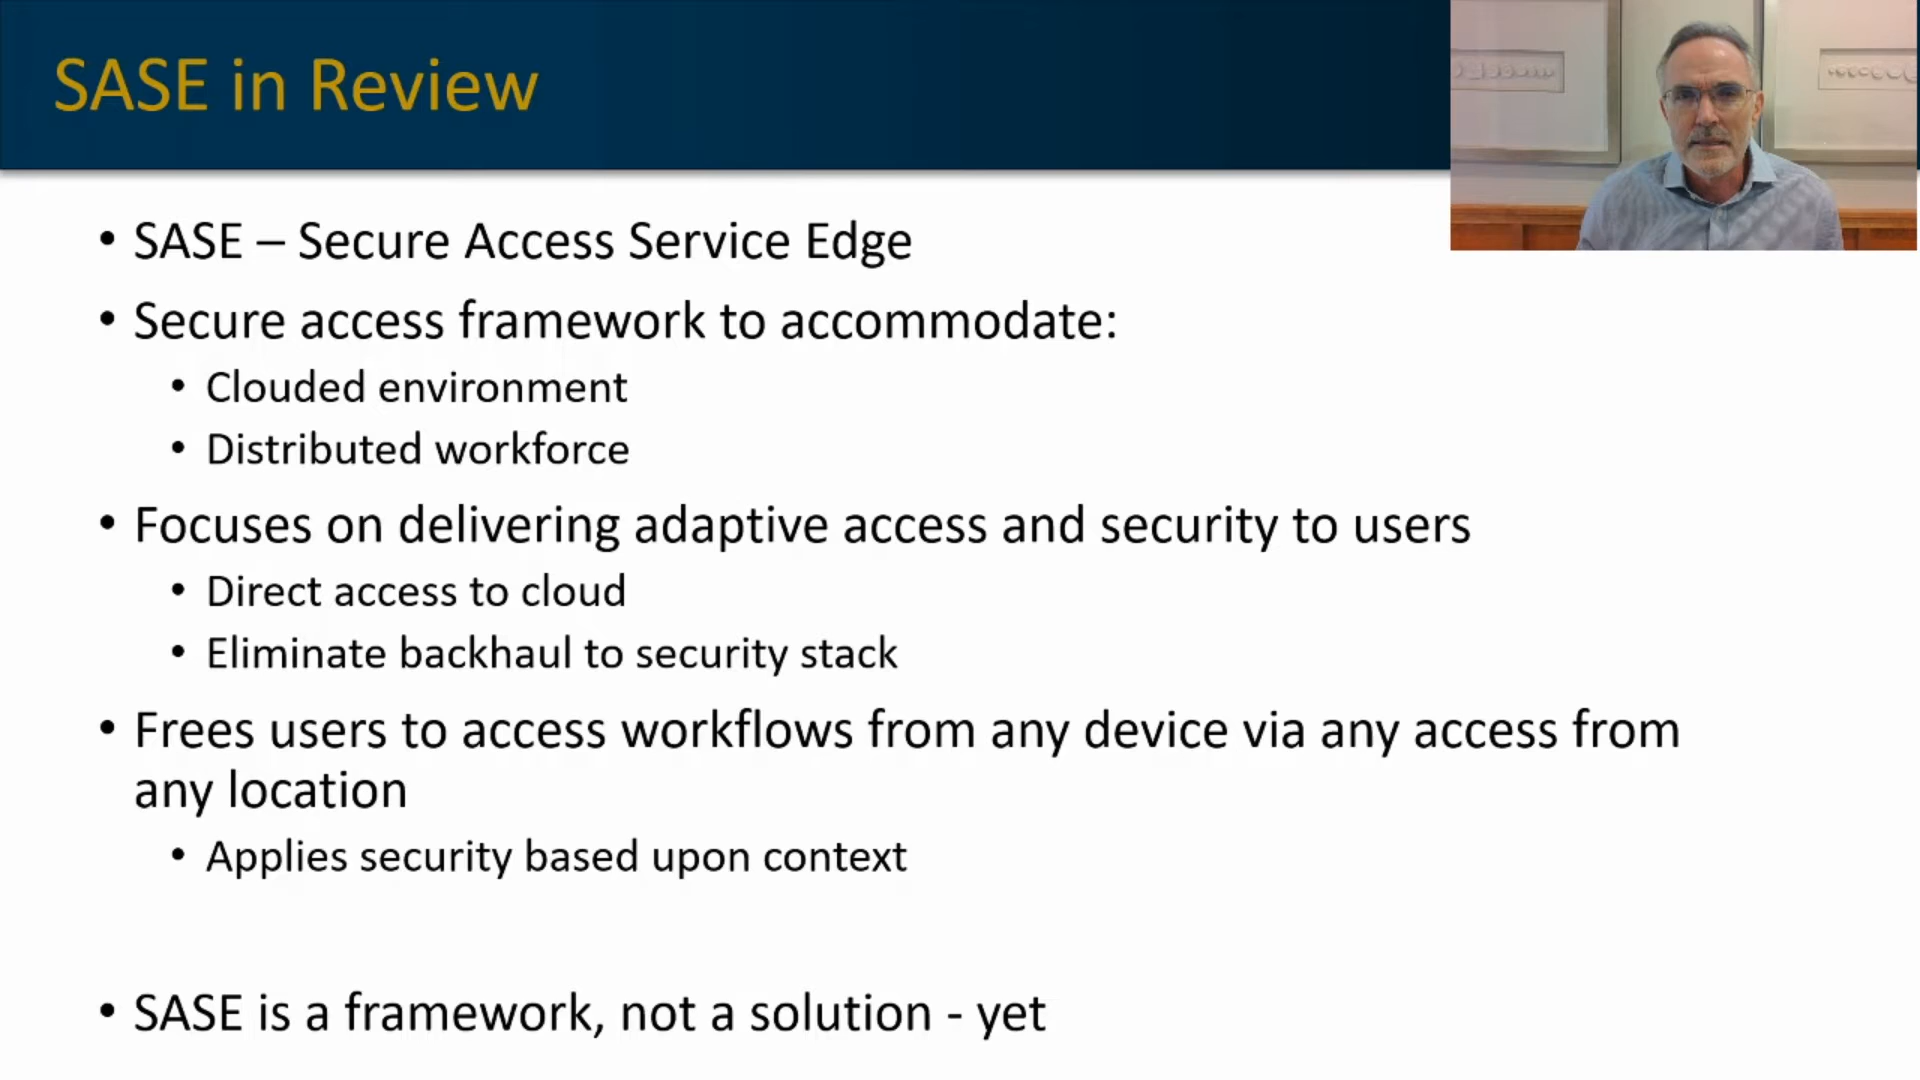 SASE in Review
• SASE – Secure Access Service Edge
• Secure access framework to accommodate:
• Clouded environment
• Distributed workforce
• Focuses on delivering adaptive access and security to users
• Direct access to cloud
• Eliminate backhaul to security stack
• Frees users to access workflows from any device via any access from
any location
• Applies security based upon context
• SASE is a framework, not a solution - yet